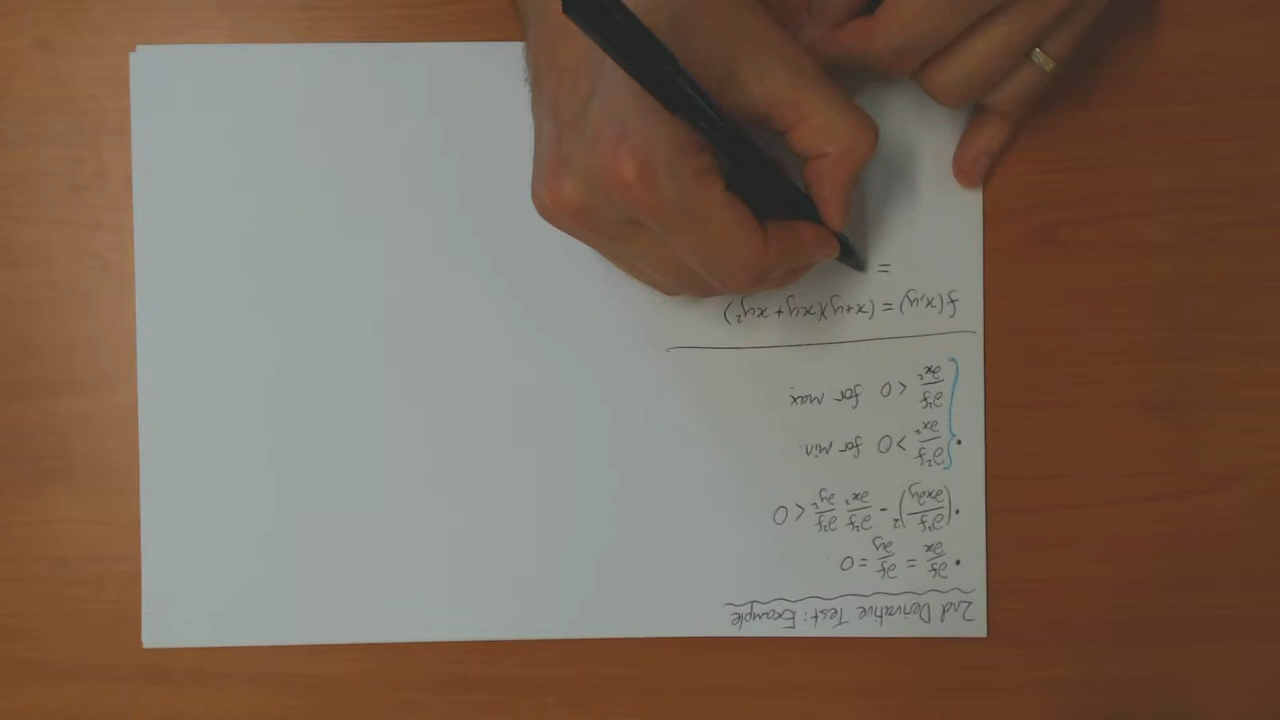 2nd Derivative Test: Example
• ∂f/∂x = ∂f/∂y = 0
• (∂²f/∂x∂y)² - ∂²f/∂x² ∂²f/∂y² < 0
• ∂²f/∂x² > 0 for min
∂²f/∂x² < 0 for max
f(x,y) = (x+y)(xy + xy²)
=